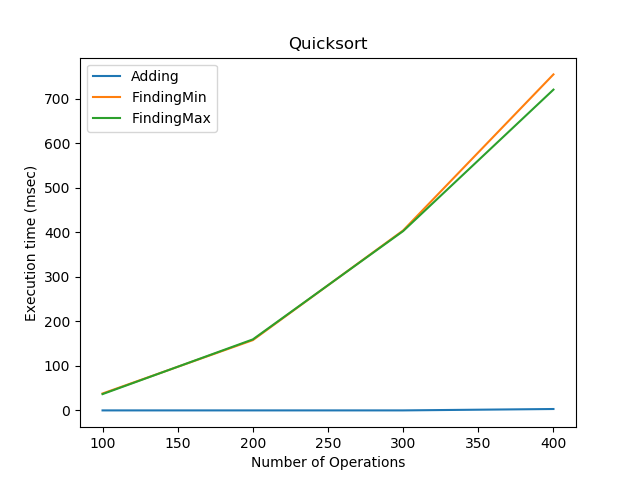 Quicksort
Adding
FindingMin
FindingMax
Execution time (msec)
700
600
500
400
300
200
100
0
100 150 200 250 300 350 400
Number of Operations